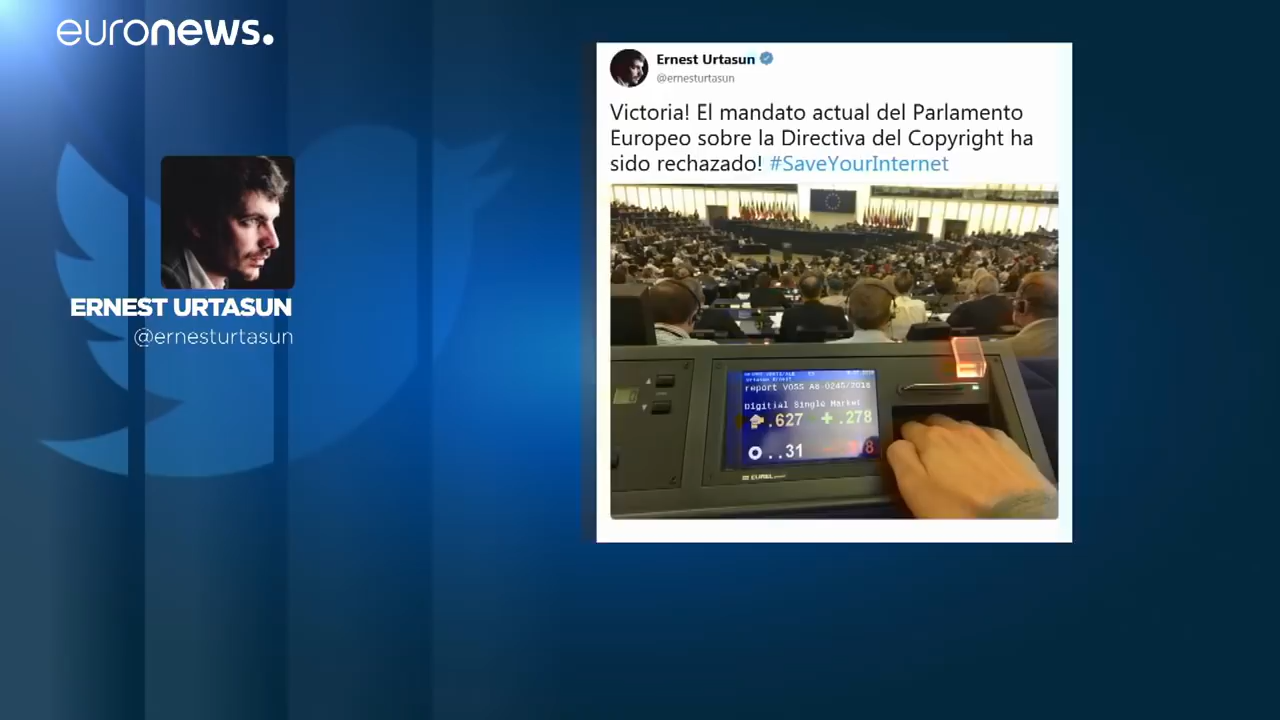 euronews.
Ernest Urtasun
@ernesturtasun
Victoria! El mandato actual del Parlamento
Europeo sobre la Directiva del Copyright ha
sido rechazado! #SaveYourInternet
ERNEST URTASUN
@ernesturtasun
report VOSS A8-0245/2018
Digitial Single Market
.627 + .278
..31